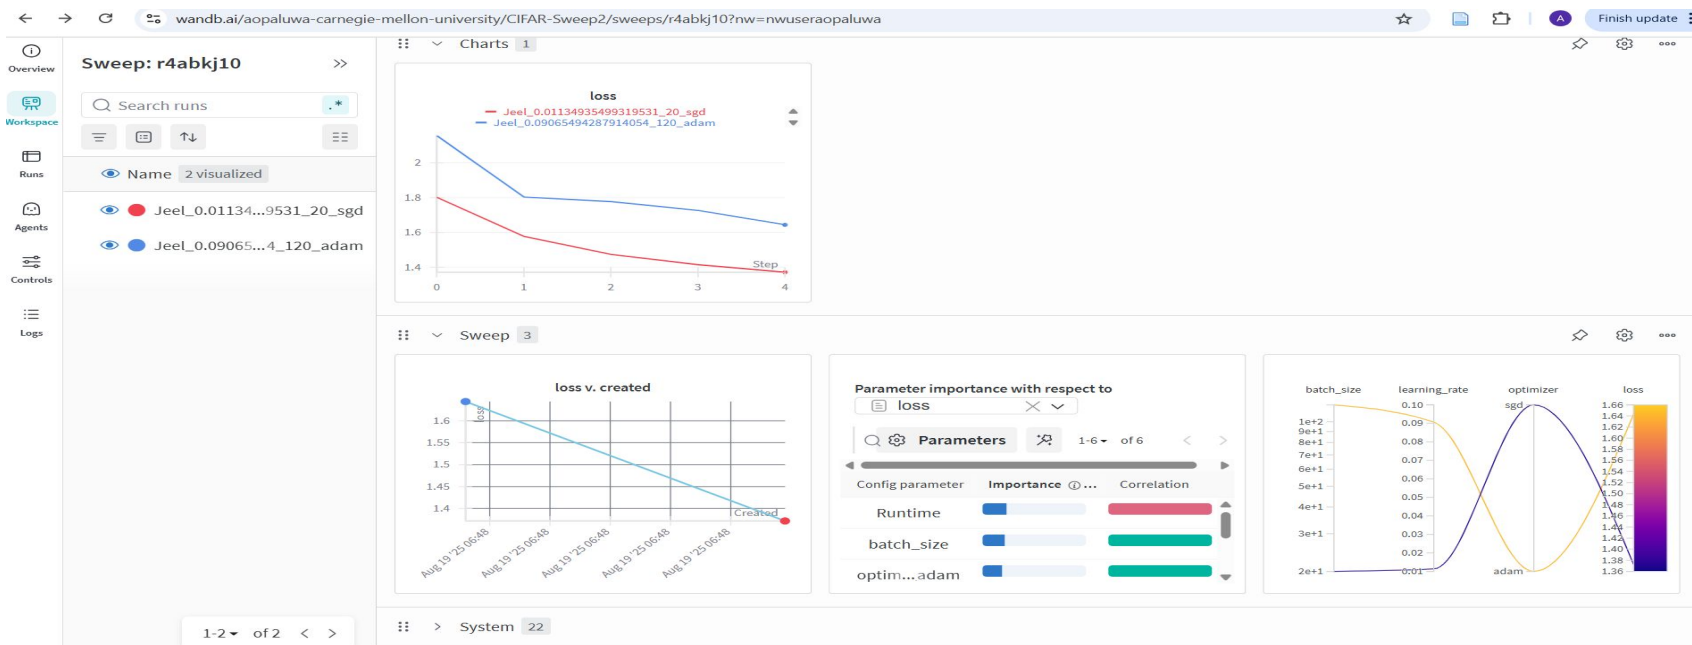 wandb.ai/aopaluwa-carnegie-mellon-university/CIFAR-Sweep2/sweeps/r4abkj10?nw=nwuseraopaluwa
A
Finish update
Overview
Workspace
Runs
Agents
Controls
Logs
Sweep: r4abkj10
Search runs
.*
Name 2 visualized
Jeel_0.01134...9531_20_sgd
Jeel_0.09065...4_120_adam
1-2 of 2
Charts 1
loss
Jeel_0.01134935499319531_20_sgd
Jeel_0.09065494287914054_120_adam
2
1.8
1.6
1.4
Step
0 1 2 3 4
Sweep 3
loss v. created
loss
1.6
1.55
1.5
1.45
1.4
Created
Aug 19 '25 06:48
Aug 19 '25 06:48
Aug 19 '25 06:48
Aug 19 '25 06:48
Aug 19 '25 06:48
Parameter importance with respect to
loss
Parameters 1-6 of 6
Config parameter Importance ... Correlation
Runtime
batch_size
optim...adam
batch_size learning_rate optimizer loss
1e+2
9e+1
8e+1
7e+1
6e+1
5e+1
4e+1
3e+1
2e+1
0.10
0.09
0.08
0.07
0.06
0.05
0.04
0.03
0.02
0.01
sgd
adam
1.66
1.64
1.62
1.60
1.58
1.56
1.54
1.52
1.50
1.48
1.46
1.44
1.42
1.40
1.38
1.36
System 22